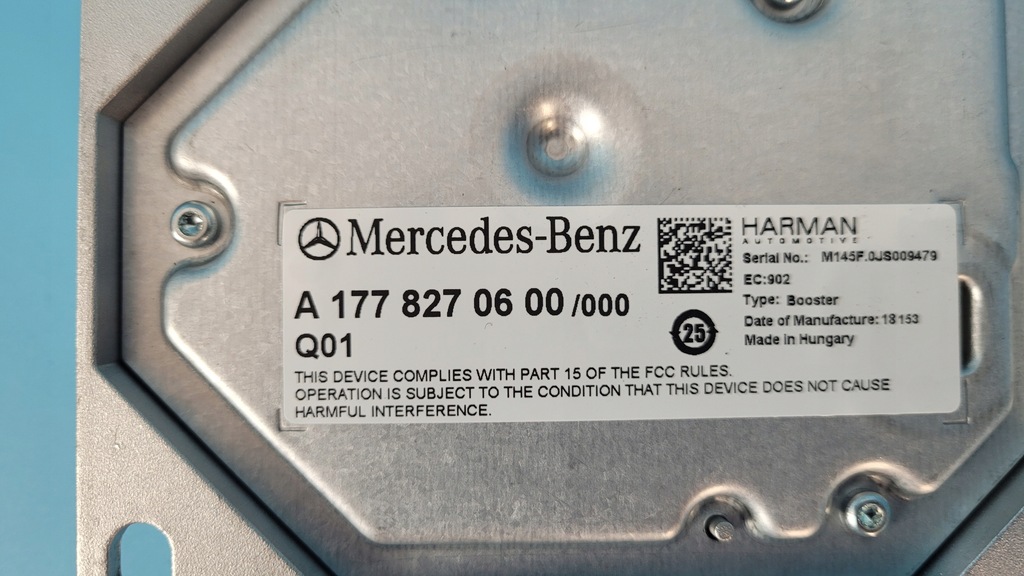 Mercedes-Benz
A 177 827 06 00 /000
Q01
THIS DEVICE COMPLIES WITH PART 15 OF THE FCC RULES.
OPERATION IS SUBJECT TO THE CONDITION THAT THIS DEVICE DOES NOT CAUSE
HARMFUL INTERFERENCE.
HARMAN
AUTOMOTIVE
Serial No.: M145F.0JS009479
EC:902
Type: Booster
Date of Manufacture: 18153
Made in Hungary
25